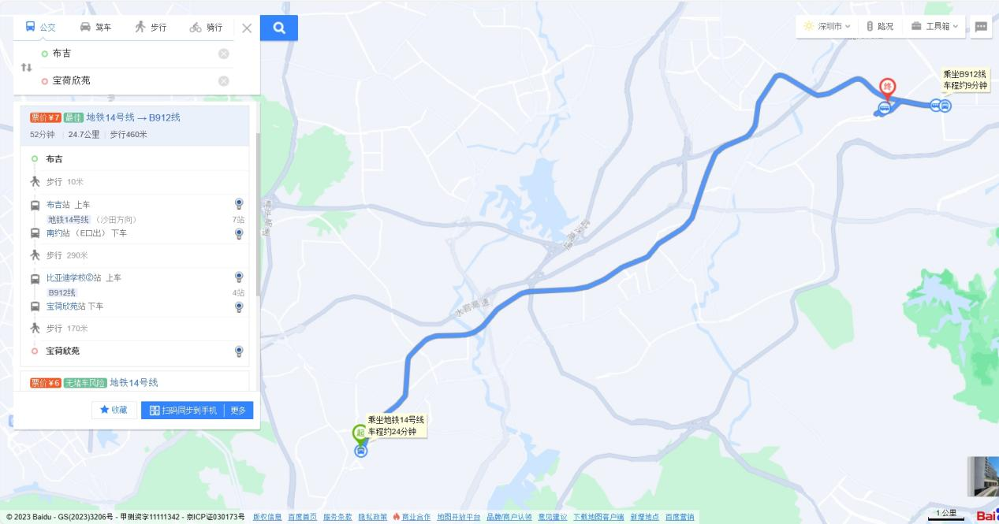 公交 驾车 步行 骑行
布吉
宝荷欣苑
票价¥7 最佳 地铁14号线 → B912线
52分钟 24.7公里 步行460米
布吉
步行 10米
布吉站 上车
地铁14号线 （沙田方向） 7站
南约站 （E口出） 下车
步行 290米
比亚迪学校②站 上车
B912线 4站
宝荷欣苑站 下车
步行 170米
宝荷欣苑
票价¥6 无堵车风险 地铁14号线
收藏 扫码同步到手机 更多
深圳市 路况 工具箱
乘坐B912线
车程约9分钟
终
清平高速
水官高速
起
乘坐地铁14号线
车程约24分钟
1 公里
© 2023 Baidu - GS(2023)3206号 - 甲测资字11111342 - 京ICP证030173号 版权信息 百度首页 服务条款 隐私政策 商业合作 地图开放平台 品牌/商户认领 意见建议 下载地图客户端 新增地点 百度营销
Bai